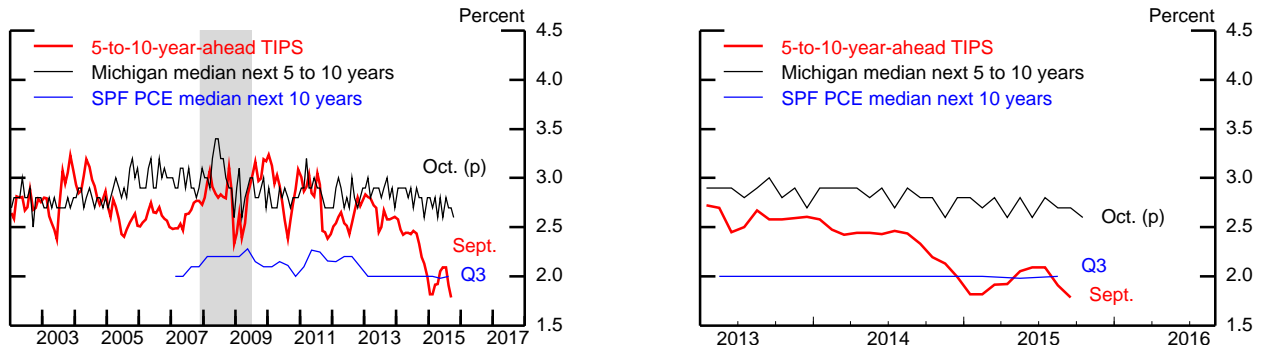 Percent
4.5
5-to-10-year-ahead TIPS
Michigan median next 5 to 10 years
4.0
SPF PCE median next 10 years
3.5
Oct. (p)
3.0
2.5
Sept.
Q3
2.0
1.5
2003 2005 2007 2009 2011 2013 2015 2017
Percent
4.5
5-to-10-year-ahead TIPS
Michigan median next 5 to 10 years
4.0
SPF PCE median next 10 years
3.5
3.0
Oct. (p)
2.5
Q3
2.0
Sept.
1.5
2013 2014 2015 2016